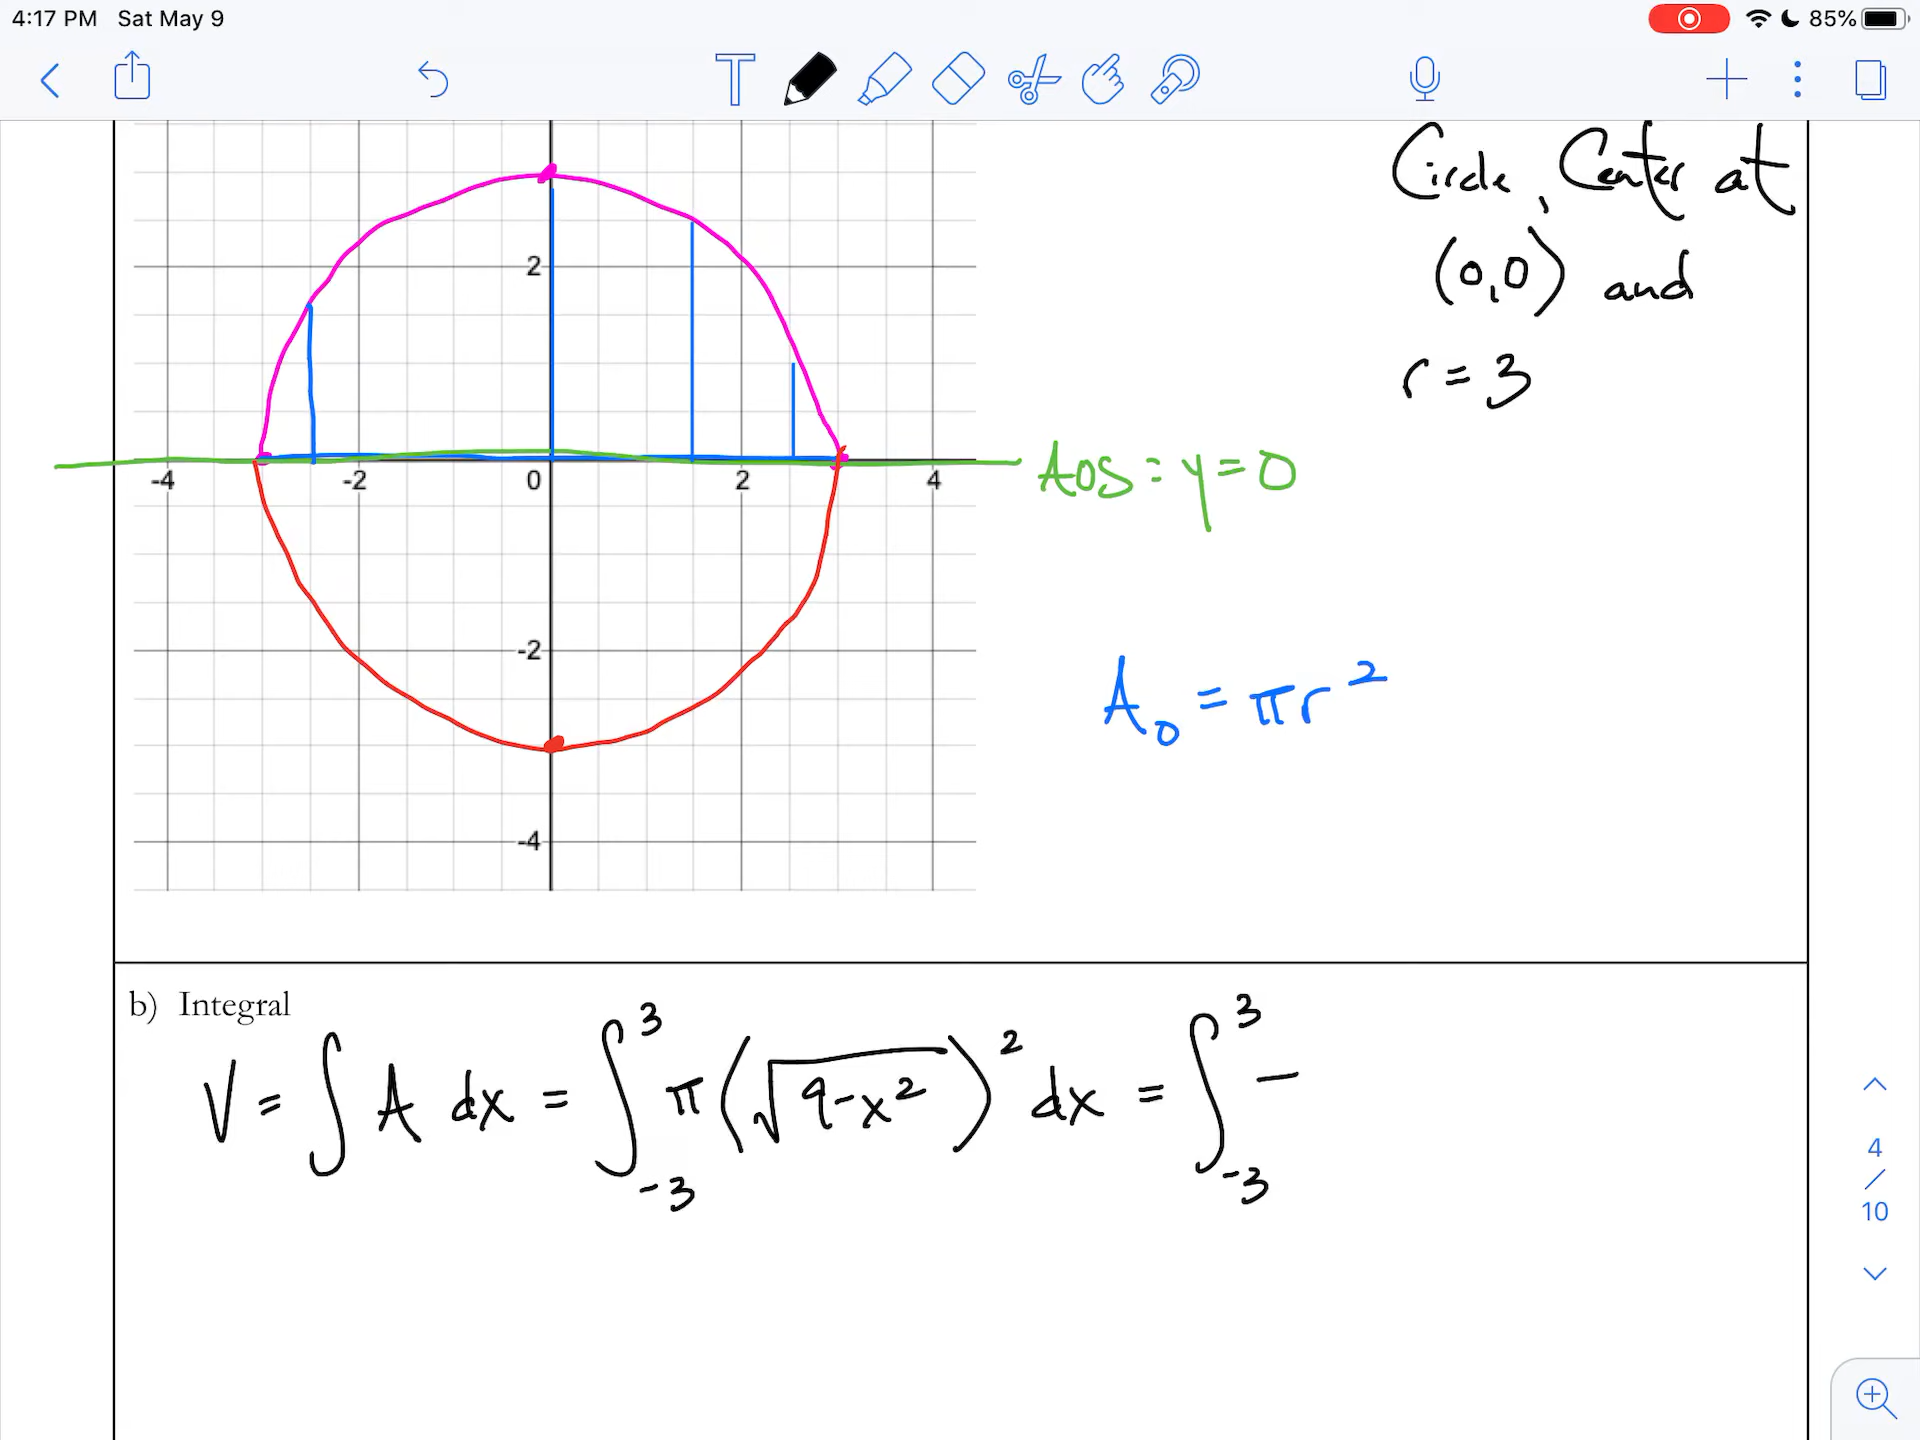 4:17 PM Sat May 9
85%
T
Circle, Center at
(0,0) and
r = 3
2
-4 -2 0 2 4
AOS: y=0
-2
A₀ = πr²
-4
b) Integral
V = ∫ A dx = ∫₋₃³ π(√(9-x²))² dx = ∫₋₃³ –
4
/
10